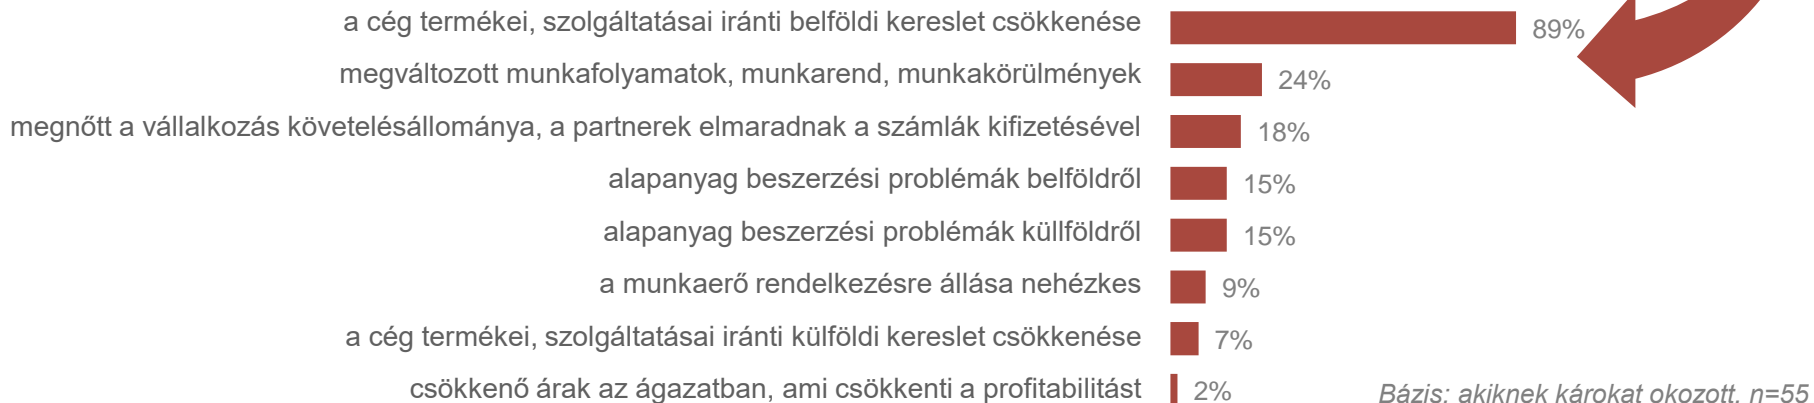 a cég termékei, szolgáltatásai iránti belföldi kereslet csökkenése 89%
megváltozott munkafolyamatok, munkarend, munkakörülmények 24%
megnőtt a vállalkozás követelésállománya, a partnerek elmaradnak a számlák kifizetésével 18%
alapanyag beszerzési problémák belföldről 15%
alapanyag beszerzési problémák küllföldről 15%
a munkaerő rendelkezésre állása nehézkes 9%
a cég termékei, szolgáltatásai iránti külföldi kereslet csökkenése 7%
csökkenő árak az ágazatban, ami csökkenti a profitabilitást 2%
Bázis: akiknek károkat okozott, n=55